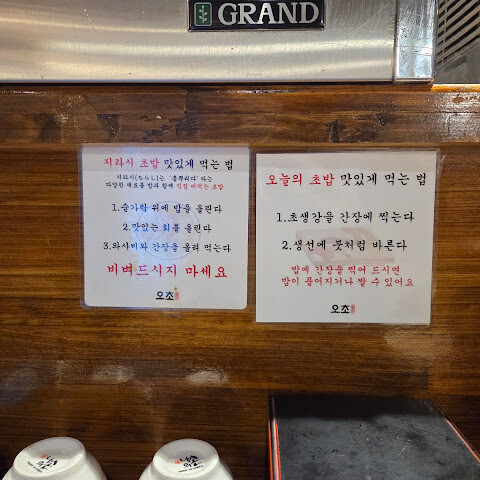 GRAND
지라시 초밥 맛있게 먹는 법
지라시(ちらし)는 '흩뿌리다' 라는
다양한 재료를 밥과 함께 직접 떠먹는 초밥
1.숟가락 위에 밥을 올린다
2.맛있는 회를 올린다
3.와사비와 간장을 올려 먹는다
비벼드시지 마세요
오초
오늘의 초밥 맛있게 먹는 법
1.초생강을 간장에 찍는다
2.생선에 붓처럼 바른다
밥에 간장을 찍어 드시면
밥이 풀어지거나 짤 수 있어요
오초